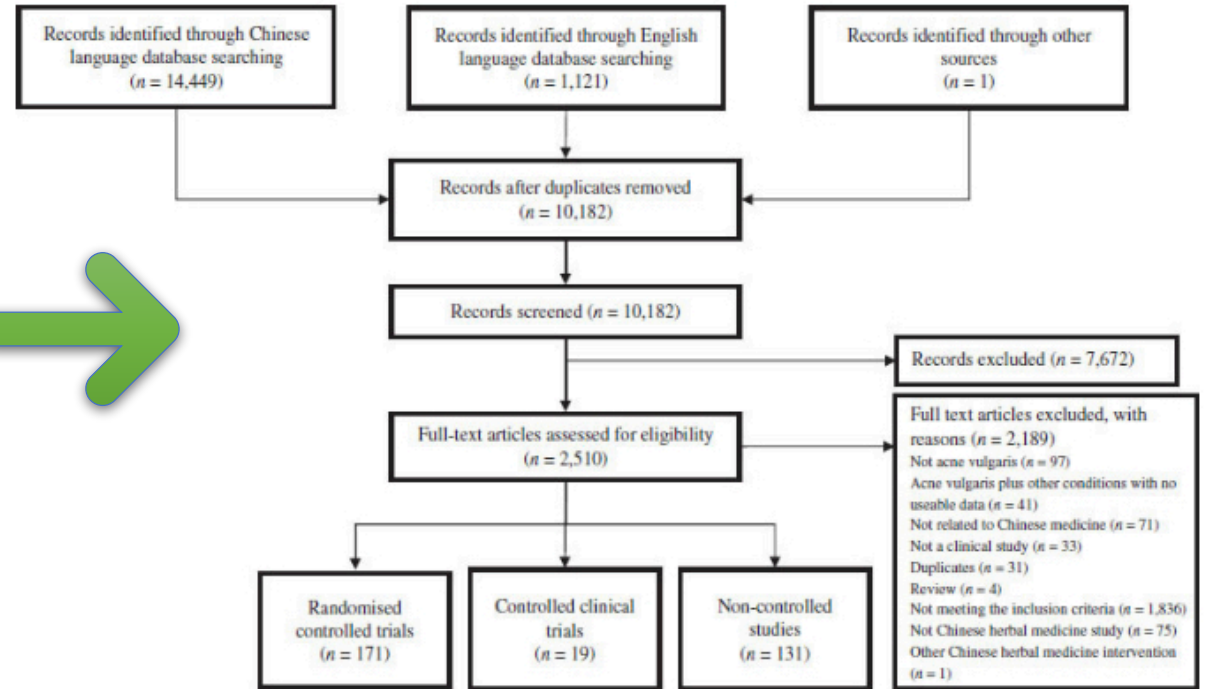 Records identified through Chinese
language database searching
(n = 14,449)
Records identified through English
language database searching
(n = 1,121)
Records identified through other
sources
(n = 1)
Records after duplicates removed
(n = 10,182)
Records screened (n = 10,182)
Records excluded (n = 7,672)
Full-text articles assessed for eligibility
(n = 2,510)
Full text articles excluded, with
reasons (n = 2,189)
Not acne vulgaris (n = 97)
Acne vulgaris plus other conditions with no
useable data (n = 41)
Not related to Chinese medicine (n = 71)
Not a clinical study (n = 33)
Duplicates (n = 31)
Review (n = 4)
Not meeting the inclusion criteria (n = 1,836)
Not Chinese herbal medicine study (n = 75)
Other Chinese herbal medicine intervention
(n = 1)
Randomised
controlled trials
(n = 171)
Controlled clinical
trials
(n = 19)
Non-controlled
studies
(n = 131)